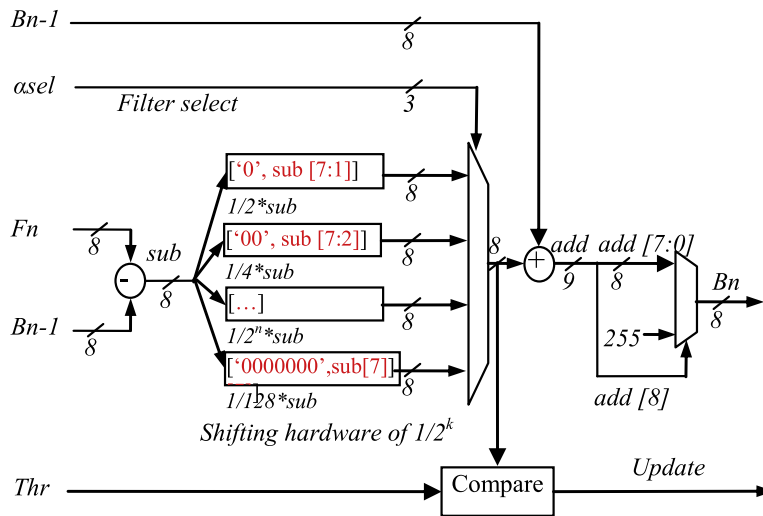 Bn-1
8
αsel
Filter select
3
['0', sub [7:1]]
8
1/2*sub
Fn
8
['00', sub [7:2]]
8
1/4*sub
sub
-
8
[...]
8
1/2ⁿ*sub
Bn-1
8
['0000000',sub[7]]
8
1/128*sub
Shifting hardware of 1/2ᵏ
8
+
add
9
add [7:0]
8
255
Bn
8
add [8]
Thr
Compare
Update